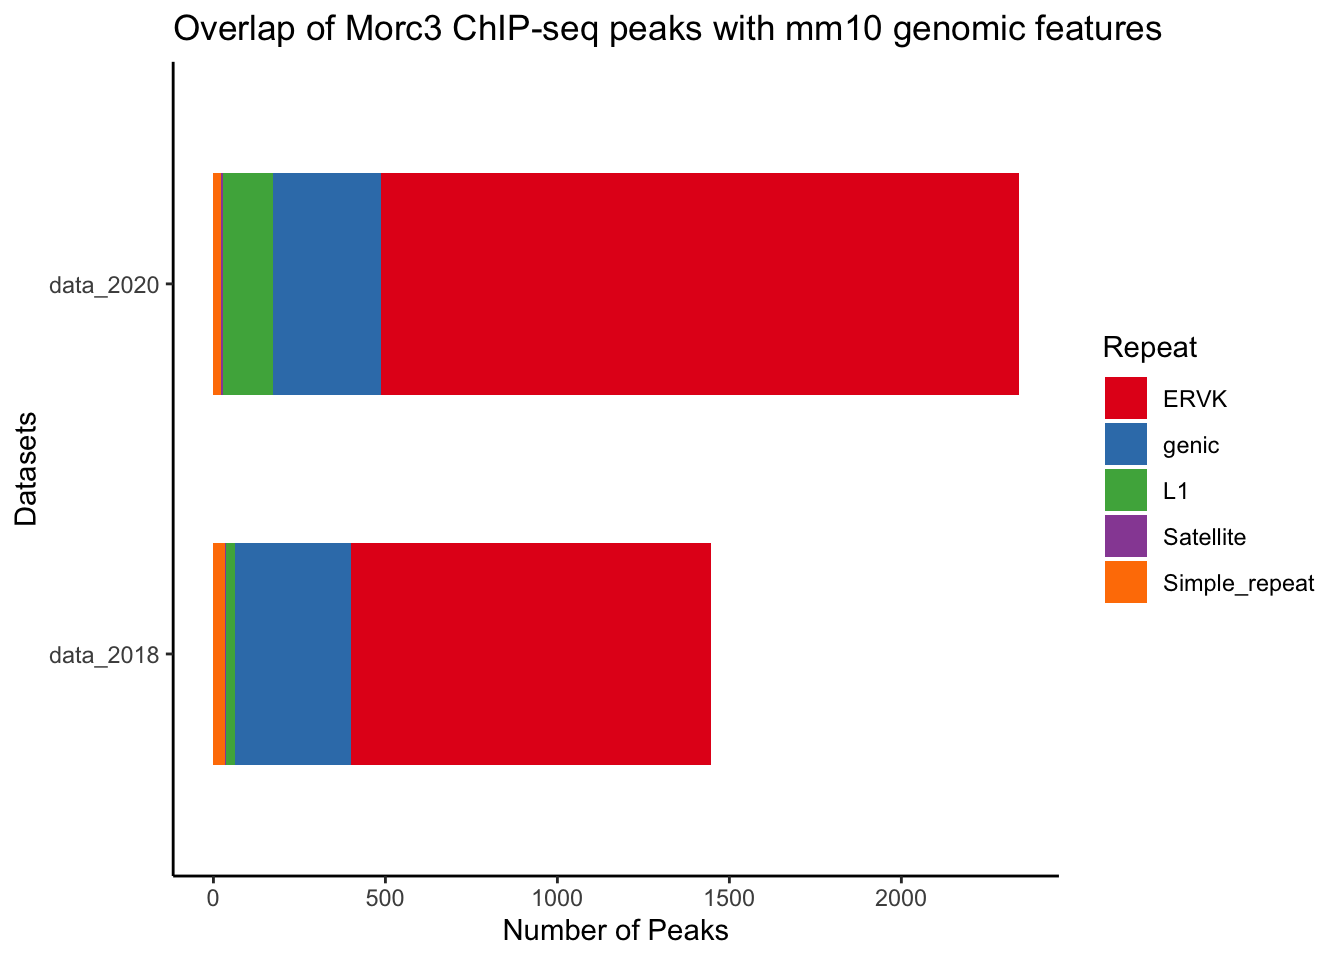 Overlap of Morc3 ChIP-seq peaks with mm10 genomic features
Datasets
data_2020
data_2018
0 500 1000 1500 2000
Number of Peaks
Repeat
ERVK
genic
L1
Satellite
Simple_repeat